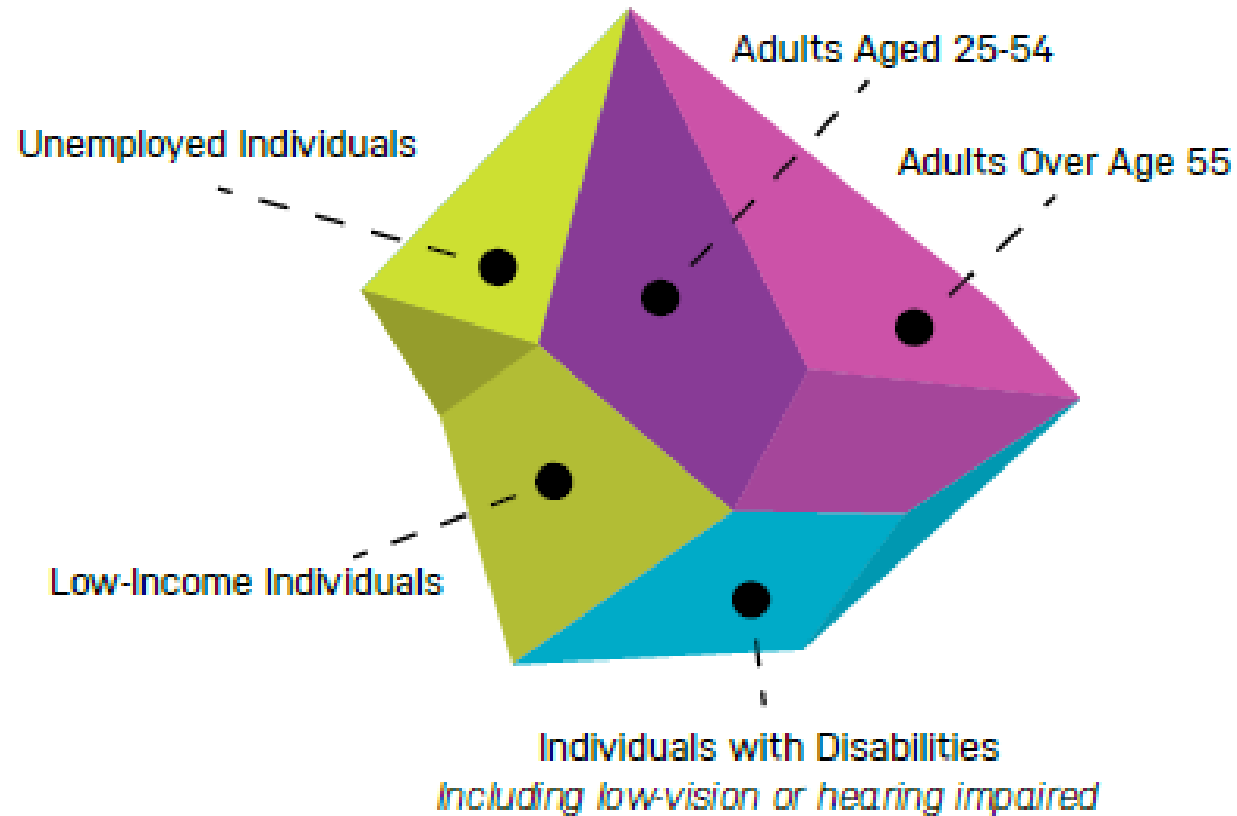 Adults Aged 25-54
Unemployed Individuals
Adults Over Age 55
Low-Income Individuals
Individuals with Disabilities
Including low-vision or hearing impaired